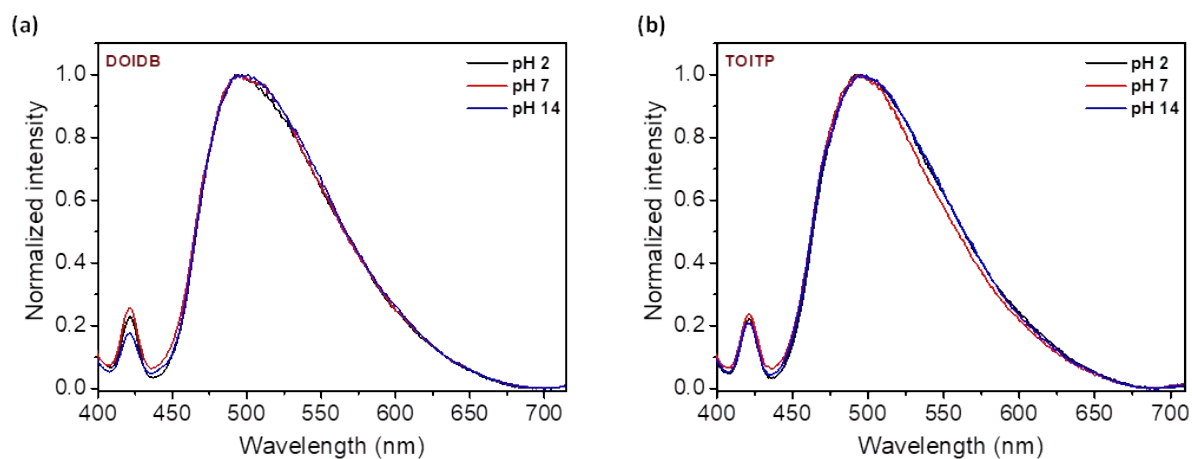 (a)
DOIDB
pH 2
pH 7
pH 14
Normalized intensity
1.0
0.8
0.6
0.4
0.2
0.0
400 450 500 550 600 650 700
Wavelength (nm)
(b)
TOITP
pH 2
pH 7
pH 14
Normalized intensity
1.0
0.8
0.6
0.4
0.2
0.0
400 450 500 550 600 650 700
Wavelength (nm)